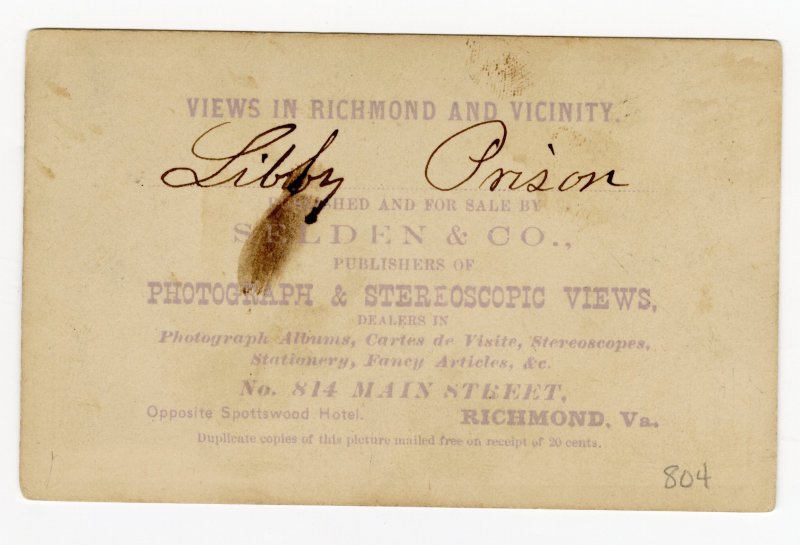 VIEWS IN RICHMOND AND VICINITY.
Libby Prison
PUBLISHED AND FOR SALE BY
SELDEN & CO.,
PUBLISHERS OF
PHOTOGRAPH & STEREOSCOPIC VIEWS,
DEALERS IN
Photograph Albums, Cartes de Visite, Stereoscopes,
Stationery, Fancy Articles, &c.
No. 814 MAIN STREET,
Opposite Spottswood Hotel. RICHMOND, Va.
Duplicate copies of this picture mailed free on receipt of 20 cents.
804